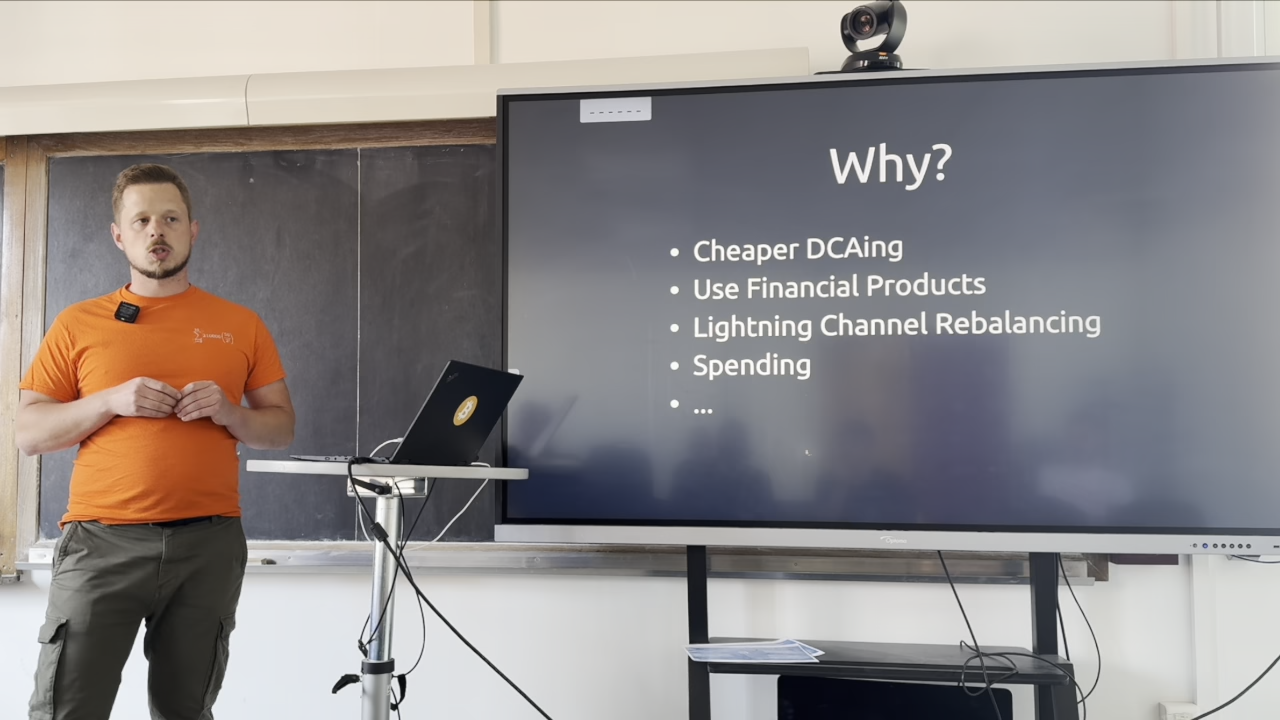 Why?
• Cheaper DCAing
• Use Financial Products
• Lightning Channel Rebalancing
• Spending
• ...